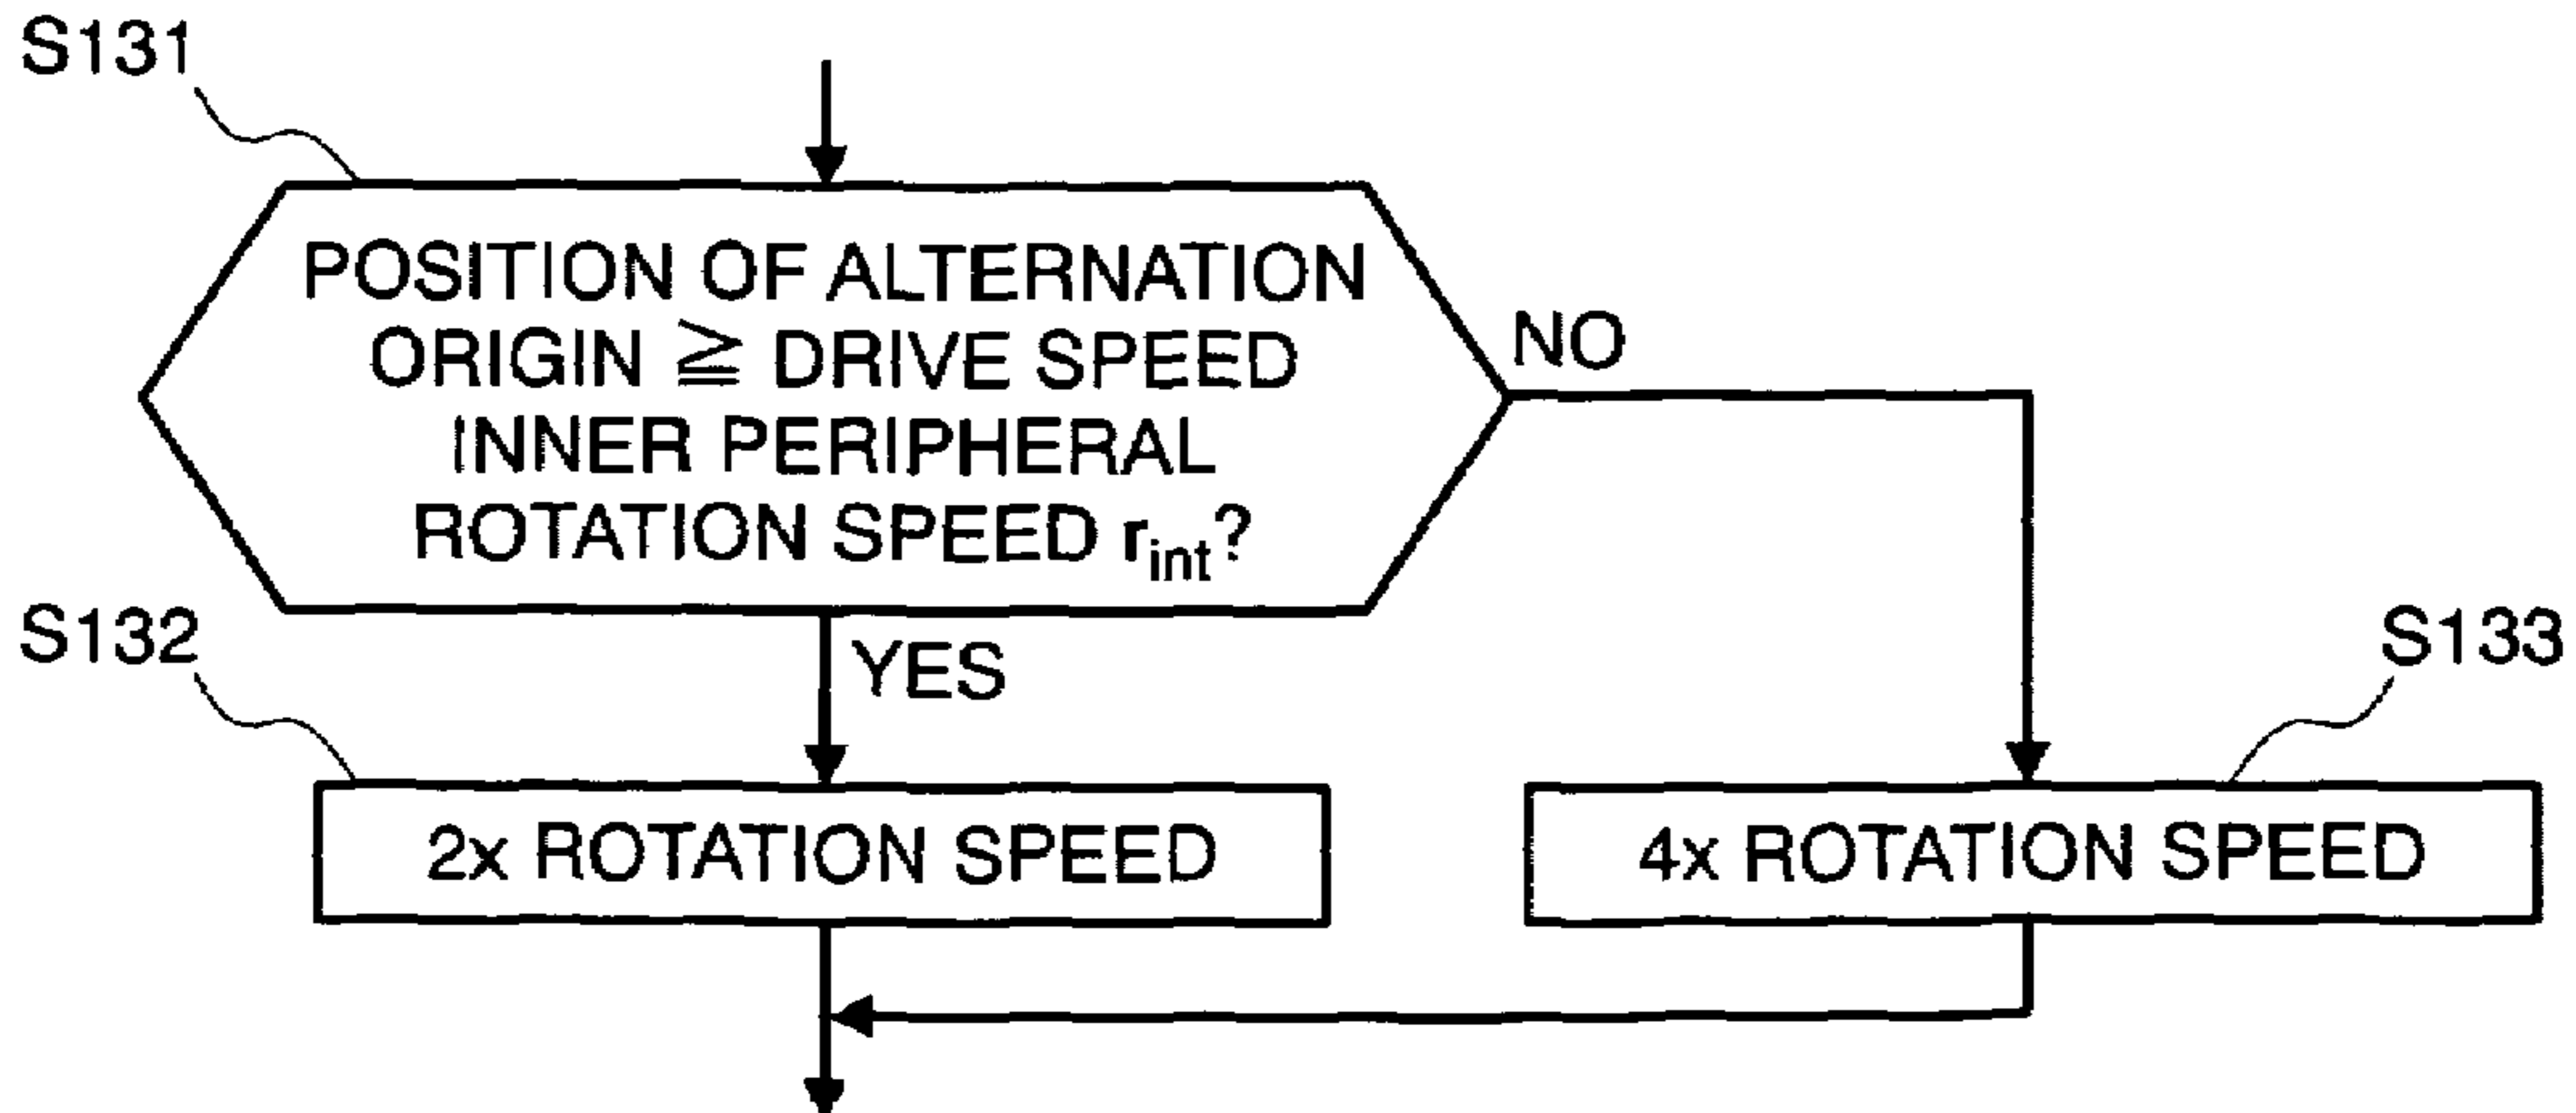 S131
POSITION OF ALTERNATION
ORIGIN ≧ DRIVE SPEED
INNER PERIPHERAL
ROTATION SPEED rint?
NO
YES
S132
2x ROTATION SPEED
S133
4x ROTATION SPEED